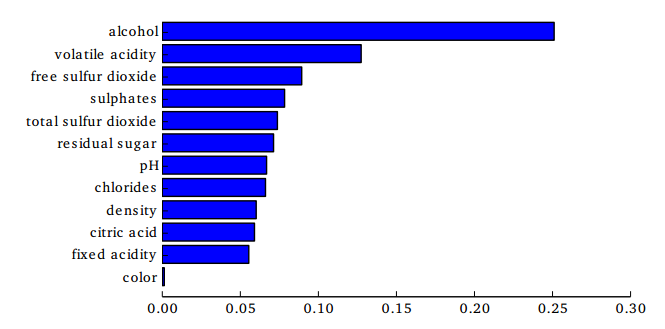 alcohol
volatile acidity
free sulfur dioxide
sulphates
total sulfur dioxide
residual sugar
pH
chlorides
density
citric acid
fixed acidity
color
0.00 0.05 0.10 0.15 0.20 0.25 0.30